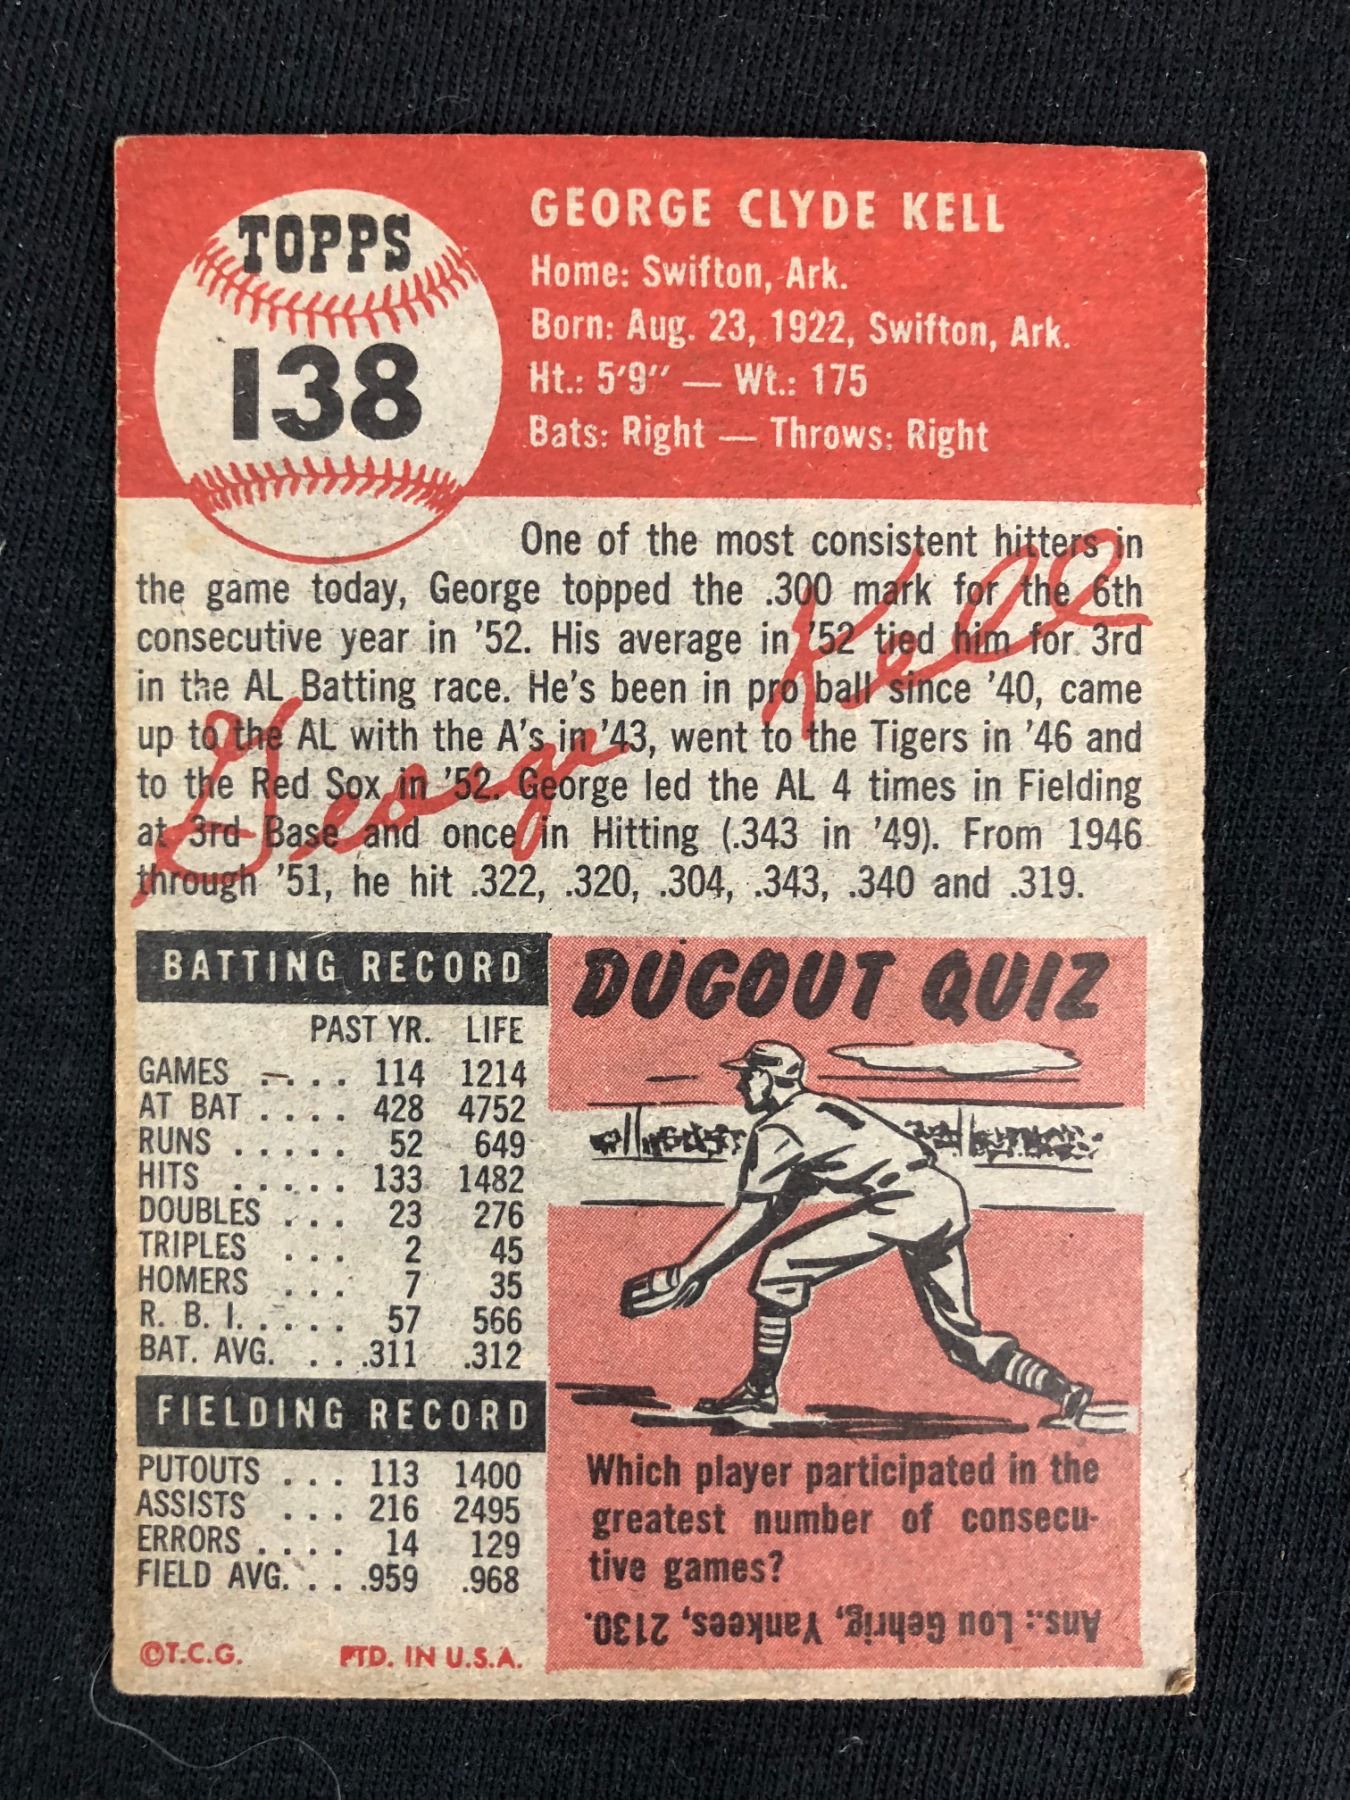 TOPPS
138
GEORGE CLYDE KELL
Home: Swifton, Ark.
Born: Aug. 23, 1922, Swifton, Ark.
Ht.: 5'9'' — Wt.: 175
Bats: Right — Throws: Right
One of the most consistent hitters in
the game today, George topped the .300 mark for the 6th
consecutive year in '52. His average in '52 tied him for 3rd
in the AL Batting race. He's been in pro ball since '40, came
up to the AL with the A's in '43, went to the Tigers in '46 and
to the Red Sox in '52. George led the AL 4 times in Fielding
at 3rd Base and once in Hitting (.343 in '49). From 1946
through '51, he hit .322, .320, .304, .343, .340 and .319.
George Kell
BATTING RECORD
PAST YR. LIFE
GAMES . . . . 114 1214
AT BAT . . . . 428 4752
RUNS . . . . . 52 649
HITS . . . . . 133 1482
DOUBLES . . . 23 276
TRIPLES . . . 2 45
HOMERS . . . 7 35
R. B. I. . . . . 57 566
BAT. AVG. . . .311 .312
FIELDING RECORD
PUTOUTS . . . 113 1400
ASSISTS . . . 216 2495
ERRORS . . . . 14 129
FIELD AVG. . . .959 .968
©T.C.G. PTD. IN U.S.A.
DUGOUT QUIZ
Which player participated in the
greatest number of consecu-
tive games?
Ans.: Lou Gehrig, Yankees, 2130.